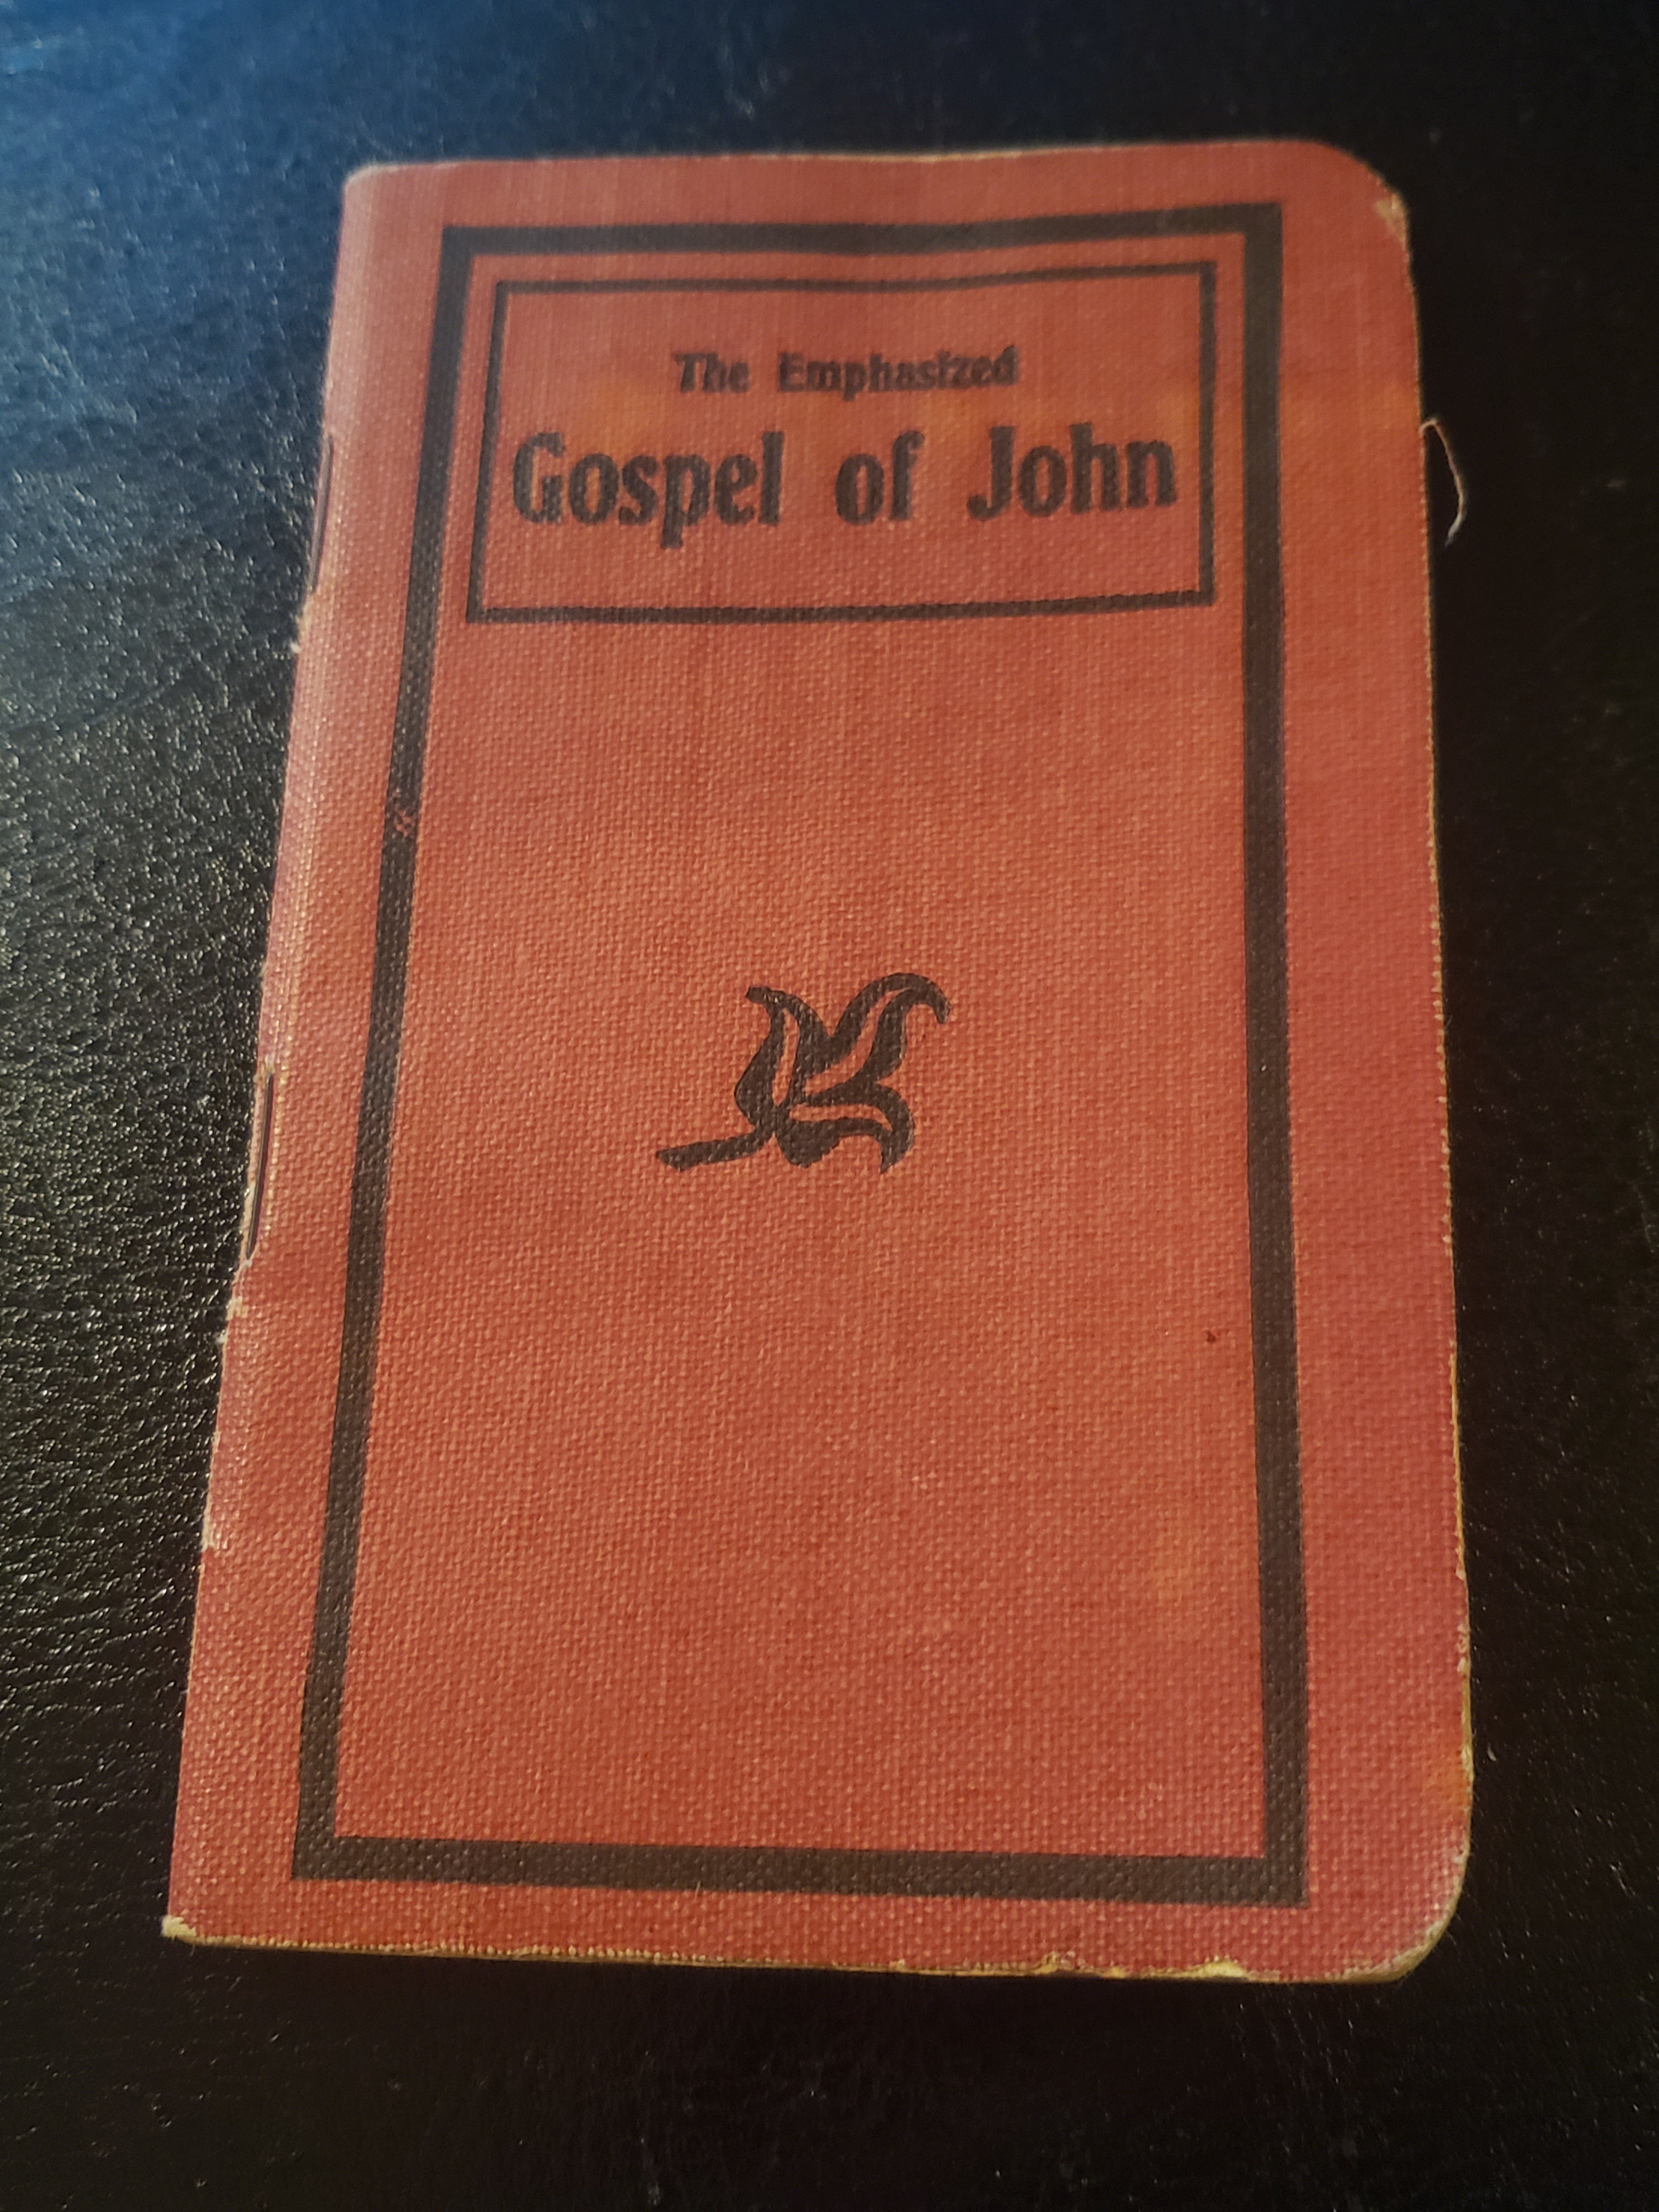 The Emphasized
Gospel of John